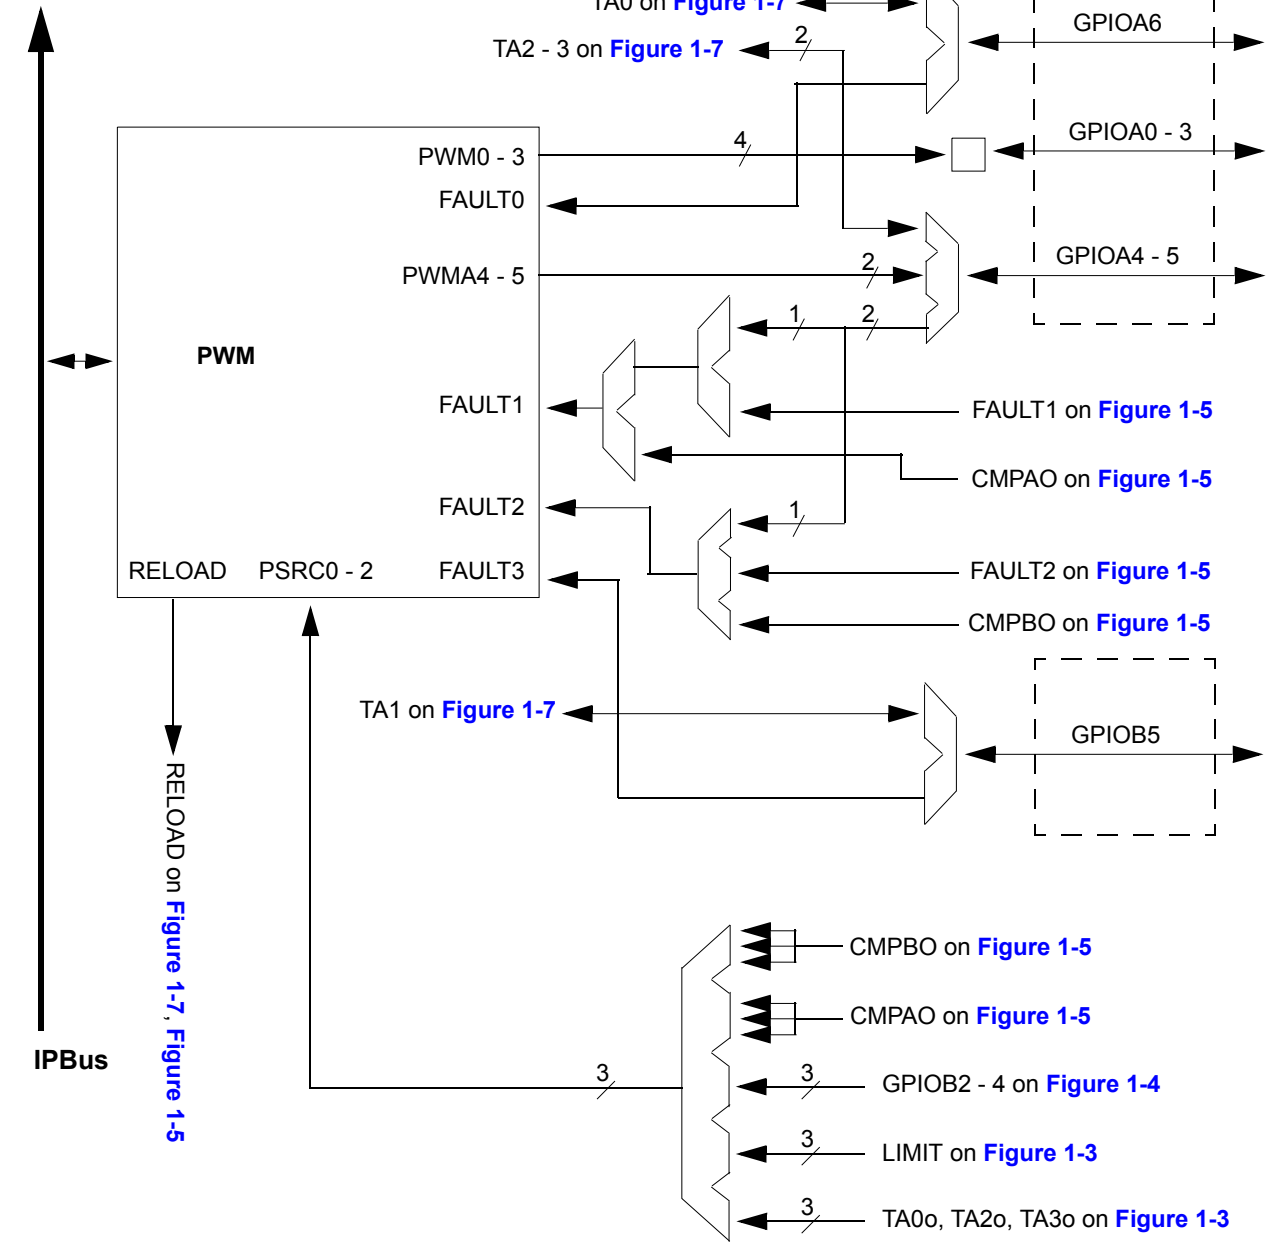 TA0 on Figure 1-7
GPIOA6
TA2 - 3 on Figure 1-7
2
GPIOA0 - 3
4
PWM0 - 3
FAULT0
GPIOA4 - 5
2
PWMA4 - 5
1
2
PWM
FAULT1
FAULT1 on Figure 1-5
CMPAO on Figure 1-5
FAULT2
1
RELOAD
PSRC0 - 2
FAULT3
FAULT2 on Figure 1-5
CMPBO on Figure 1-5
TA1 on Figure 1-7
GPIOB5
RELOAD on Figure 1-7, Figure 1-5
CMPBO on Figure 1-5
CMPAO on Figure 1-5
IPBus
3
3
GPIOB2 - 4 on Figure 1-4
3
LIMIT on Figure 1-3
3
TA0o, TA2o, TA3o on Figure 1-3